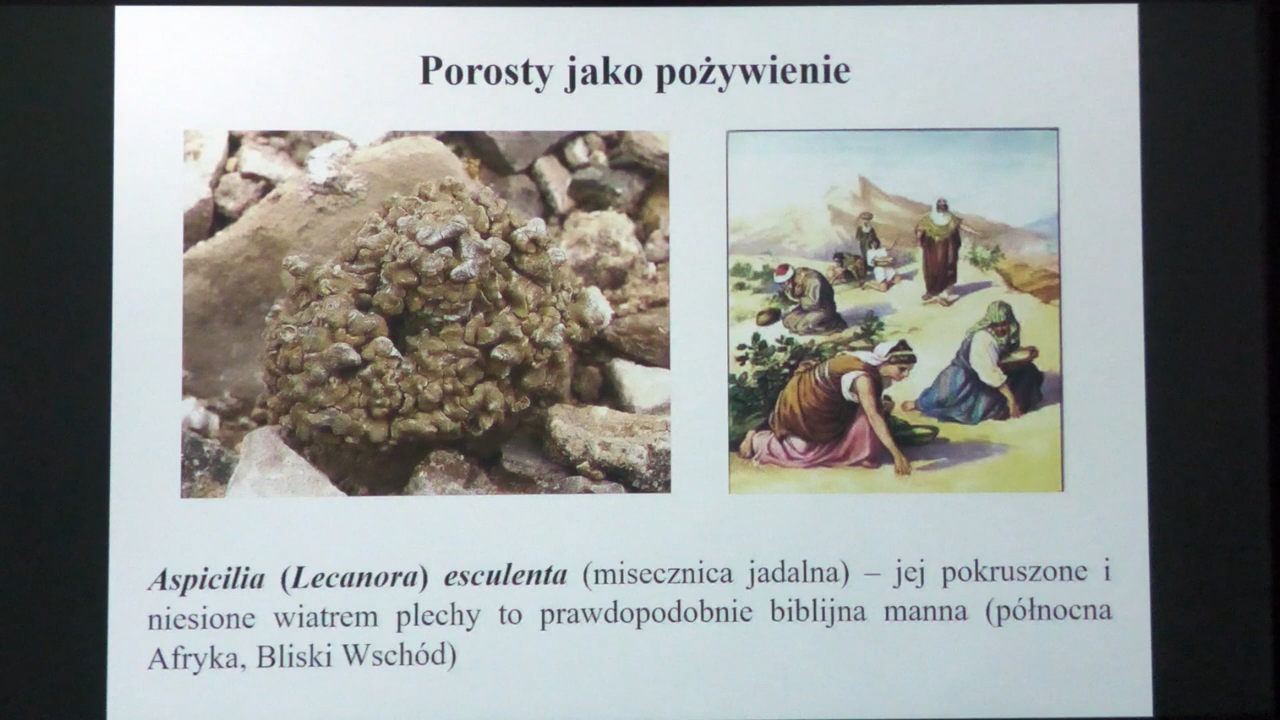 Porosty jako pożywienie
Aspicilia (Lecanora) esculenta (misecznica jadalna) – jej pokruszone i
niesione wiatrem plechy to prawdopodobnie biblijna manna (północna
Afryka, Bliski Wschód)